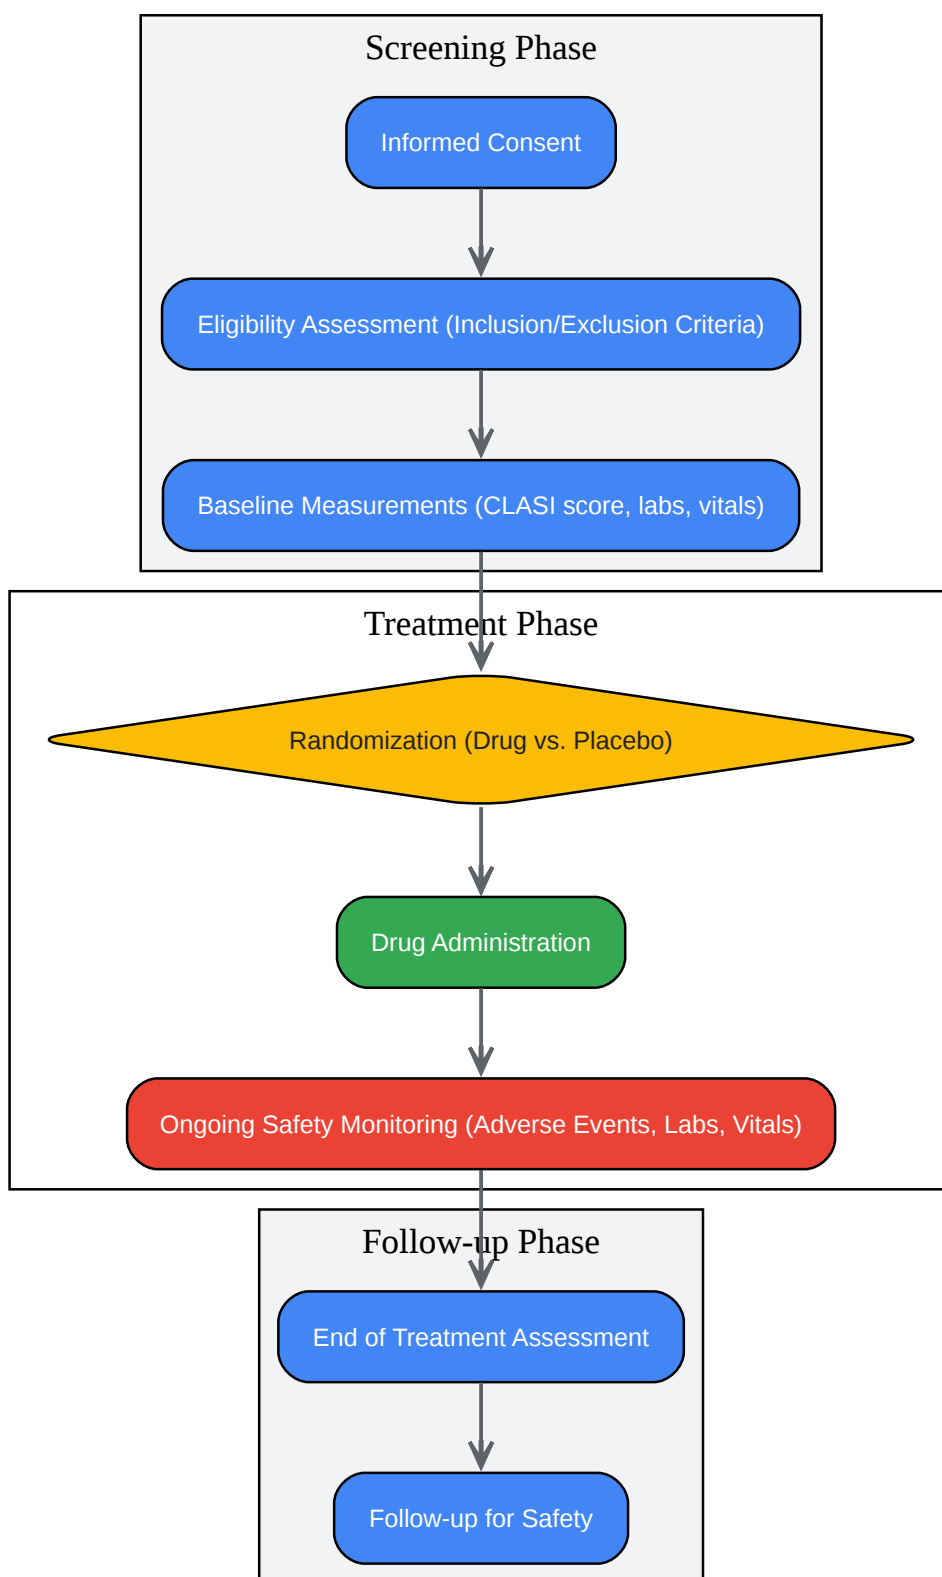 Screening Phase
Informed Consent
Eligibility Assessment (Inclusion/Exclusion Criteria)
Baseline Measurements (CLASI score, labs, vitals)
Treatment Phase
Randomization (Drug vs. Placebo)
Drug Administration
Ongoing Safety Monitoring (Adverse Events, Labs, Vitals)
Follow-up Phase
End of Treatment Assessment
Follow-up for Safety